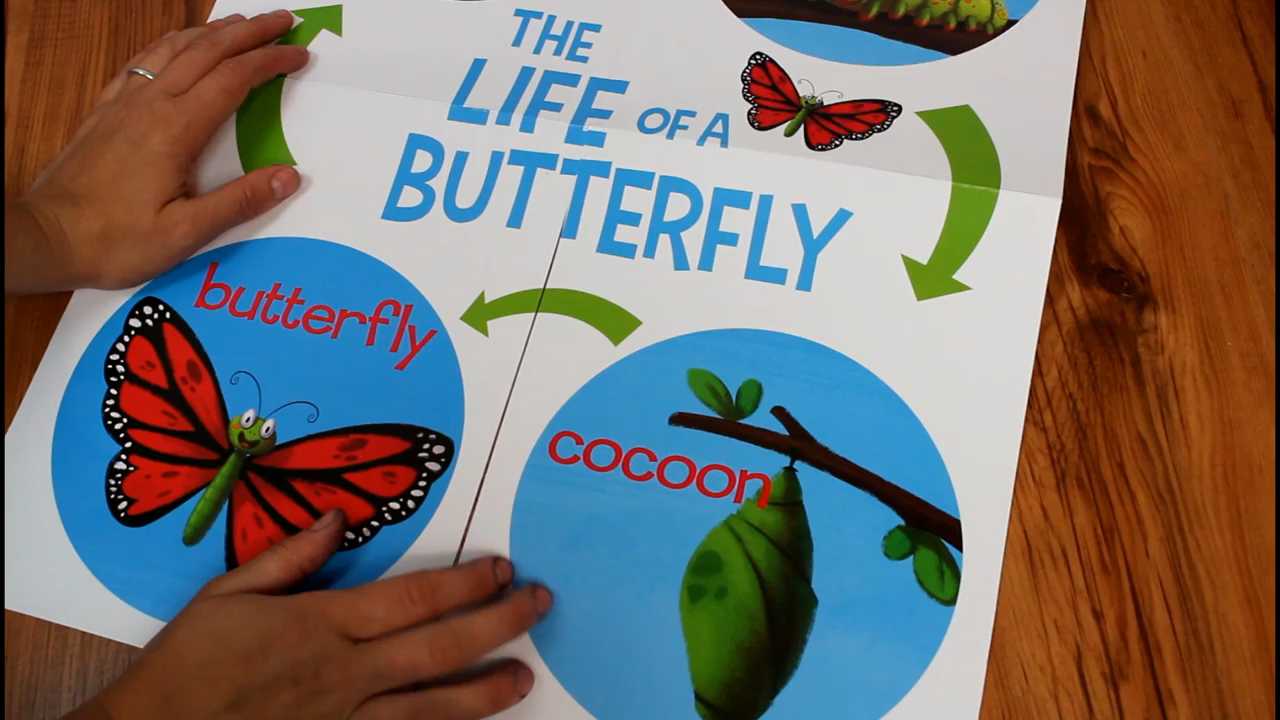 THE
LIFE OF A
BUTTERFLY
butterfly
cocoon